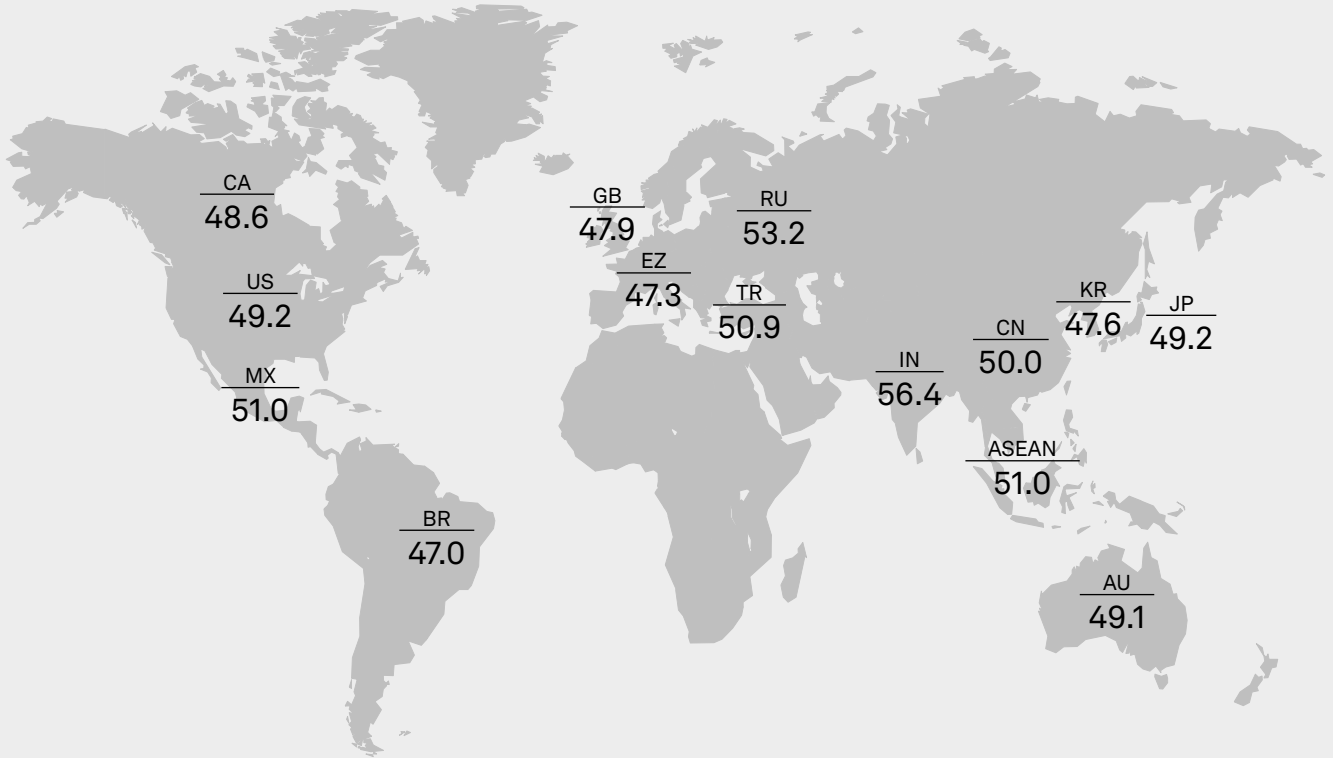 CA
48.6
GB
47.9
RU
53.2
EZ
47.3
US
49.2
TR
50.9
KR
47.6
JP
49.2
CN
50.0
IN
56.4
MX
51.0
ASEAN
51.0
BR
47.0
AU
49.1